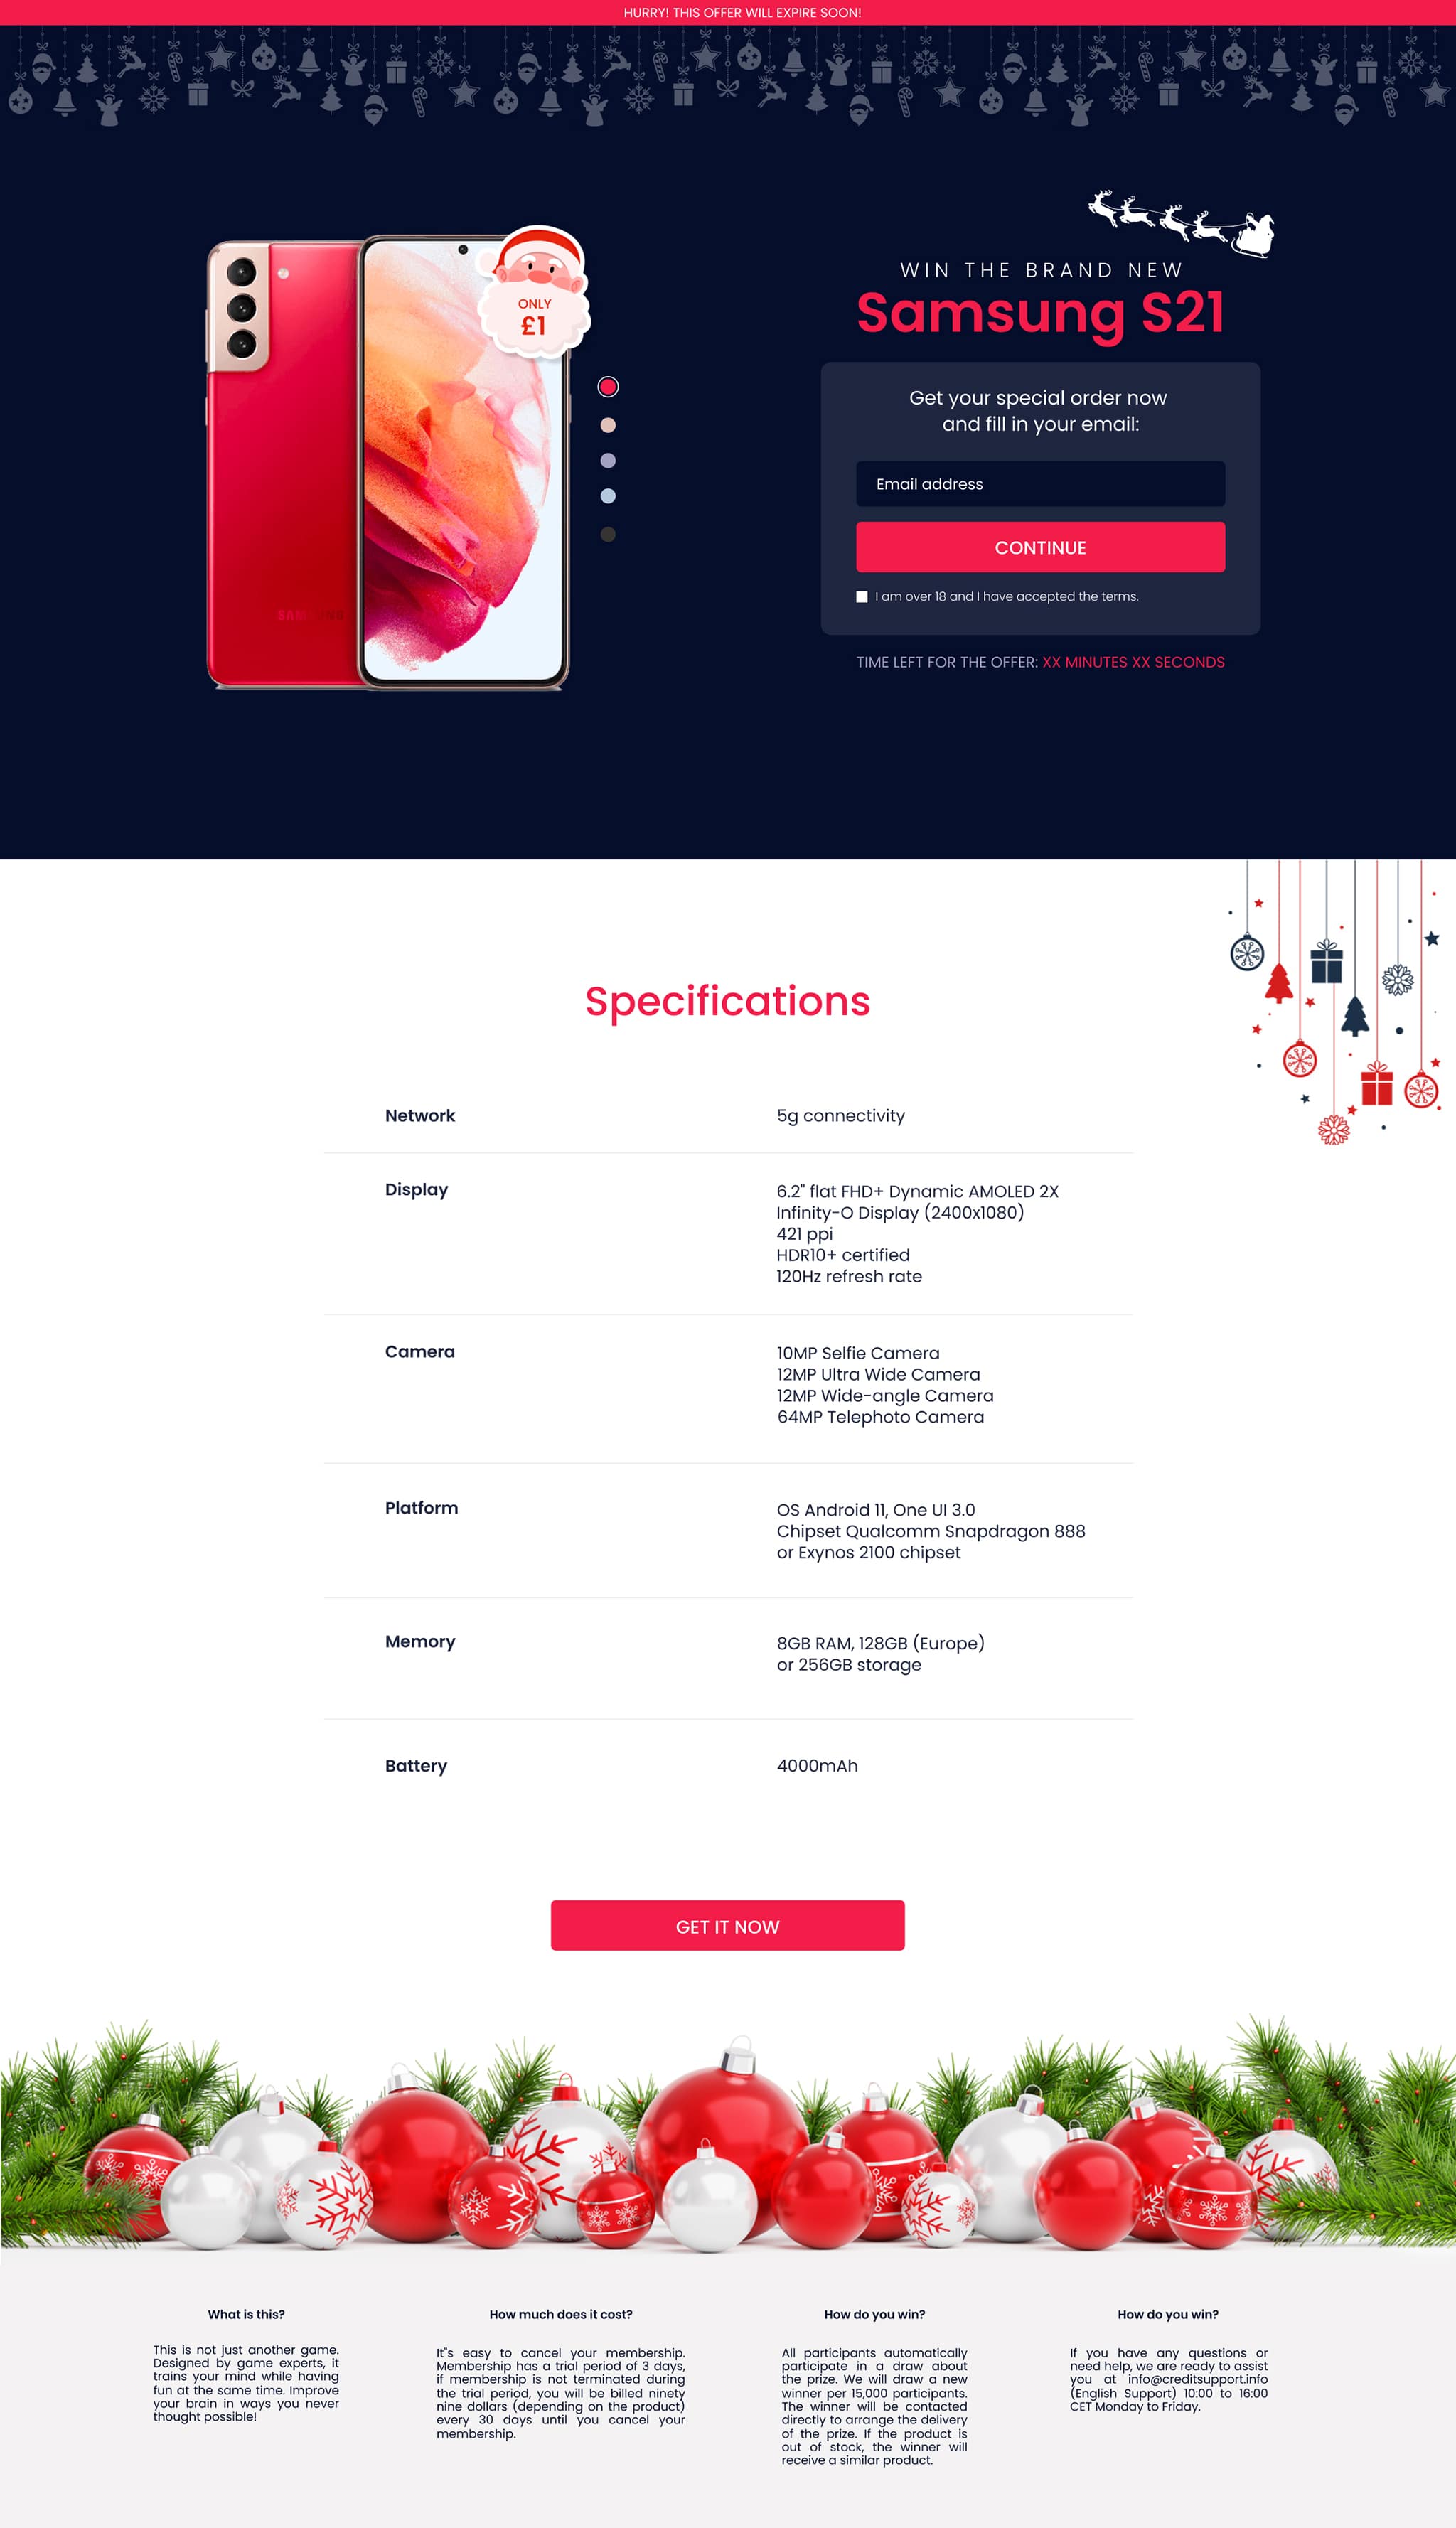 HURRY! THIS OFFER WILL EXPIRE SOON!
ONLY
£1
SAMSUNG
WIN THE BRAND NEW
Samsung S21
Get your special order now
and fill in your email:
Email address
CONTINUE
I am over 18 and I have accepted the terms.
TIME LEFT FOR THE OFFER: XX MINUTES XX SECONDS
Specifications
Network
5g connectivity
Display
6.2" flat FHD+ Dynamic AMOLED 2X
Infinity-O Display (2400x1080)
421 ppi
HDR10+ certified
120Hz refresh rate
Camera
10MP Selfie Camera
12MP Ultra Wide Camera
12MP Wide-angle Camera
64MP Telephoto Camera
Platform
OS Android 11, One UI 3.0
Chipset Qualcomm Snapdragon 888
or Exynos 2100 chipset
Memory
8GB RAM, 128GB (Europe)
or 256GB storage
Battery
4000mAh
GET IT NOW
What is this?
This is not just another game.
Designed by game experts, it
trains your mind while having
fun at the same time. Improve
your brain in ways you never
thought possible!
How much does it cost?
It"s easy to cancel your membership.
Membership has a trial period of 3 days,
if membership is not terminated during
the trial period, you will be billed ninety
nine dollars (depending on the product)
every 30 days until you cancel your
membership.
How do you win?
All participants automatically
participate in a draw about
the prize. We will draw a new
winner per 15,000 participants.
The winner will be contacted
directly to arrange the delivery
of the prize. If the product is
out of stock, the winner will
receive a similar product.
How do you win?
If you have any questions or
need help, we are ready to assist
you at info@creditsupport.info
(English Support) 10:00 to 16:00
CET Monday to Friday.